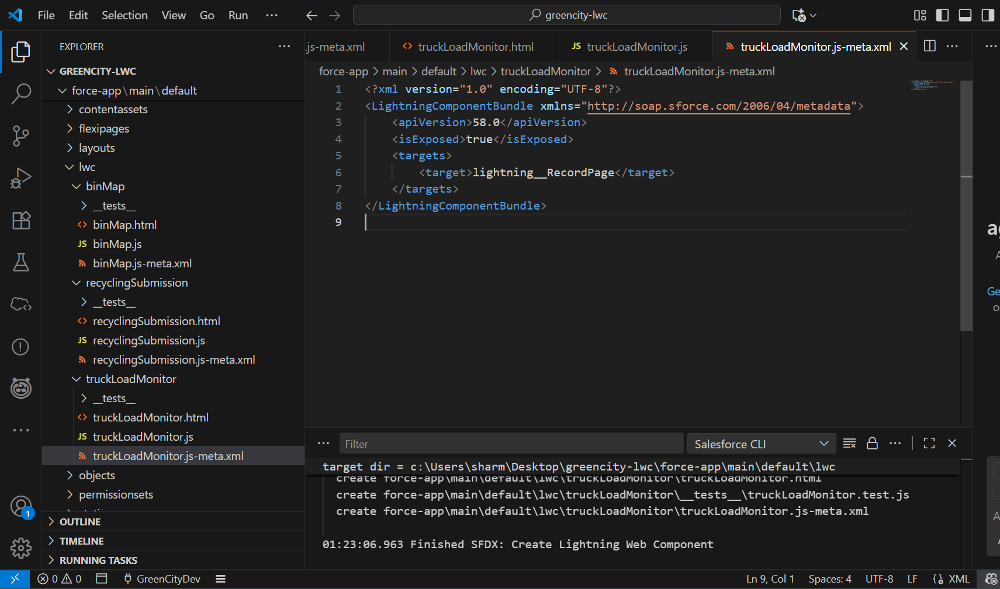 File Edit Selection View Go Run ···
greencity-lwc
EXPLORER
GREENCITY-LWC
force-app\main\default
contentassets
flexipages
layouts
lwc
binMap
__tests__
binMap.html
JS binMap.js
binMap.js-meta.xml
recyclingSubmission
__tests__
recyclingSubmission.html
JS recyclingSubmission.js
recyclingSubmission.js-meta.xml
truckLoadMonitor
__tests__
truckLoadMonitor.html
JS truckLoadMonitor.js
truckLoadMonitor.js-meta.xml
objects
permissionsets
OUTLINE
TIMELINE
RUNNING TASKS
1
.js-meta.xml
truckLoadMonitor.html
JS truckLoadMonitor.js
truckLoadMonitor.js-meta.xml
force-app > main > default > lwc > truckLoadMonitor > truckLoadMonitor.js-meta.xml
1 <?xml version="1.0" encoding="UTF-8"?>
2 <LightningComponentBundle xmlns="http://soap.sforce.com/2006/04/metadata">
3 <apiVersion>58.0</apiVersion>
4 <isExposed>true</isExposed>
5 <targets>
6 <target>lightning__RecordPage</target>
7 </targets>
8 </LightningComponentBundle>
9
Filter
Salesforce CLI
target dir = c:\Users\sharm\Desktop\greencity-lwc\force-app\main\default\lwc
create force-app\main\default\lwc\truckLoadMonitor\truckLoadMonitor.html
create force-app\main\default\lwc\truckLoadMonitor\__tests__\truckLoadMonitor.test.js
create force-app\main\default\lwc\truckLoadMonitor\truckLoadMonitor.js-meta.xml
01:23:06.963 Finished SFDX: Create Lightning Web Component
0 0 GreenCityDev
Ln 9, Col 1 Spaces: 4 UTF-8 LF XML